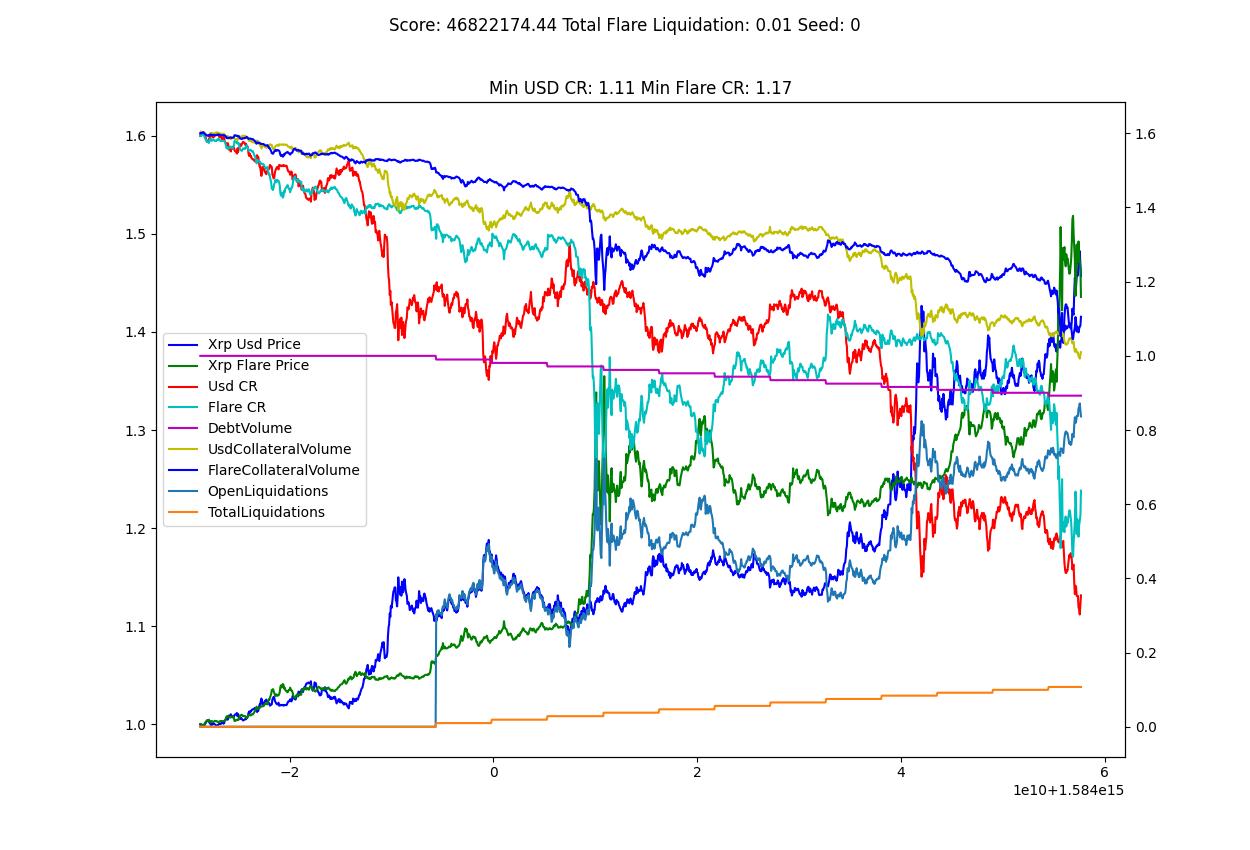 Score: 46822174.44 Total Flare Liquidation: 0.01 Seed: 0
Min USD CR: 1.11 Min Flare CR: 1.17
1.6
1.5
1.4
1.3
1.2
1.1
1.0
Xrp Usd Price
Xrp Flare Price
Usd CR
Flare CR
DebtVolume
UsdCollateralVolume
FlareCollateralVolume
OpenLiquidations
TotalLiquidations
1.6
1.4
1.2
1.0
0.8
0.6
0.4
0.2
0.0
−2
0
2
4
6
1e10+1.584e15